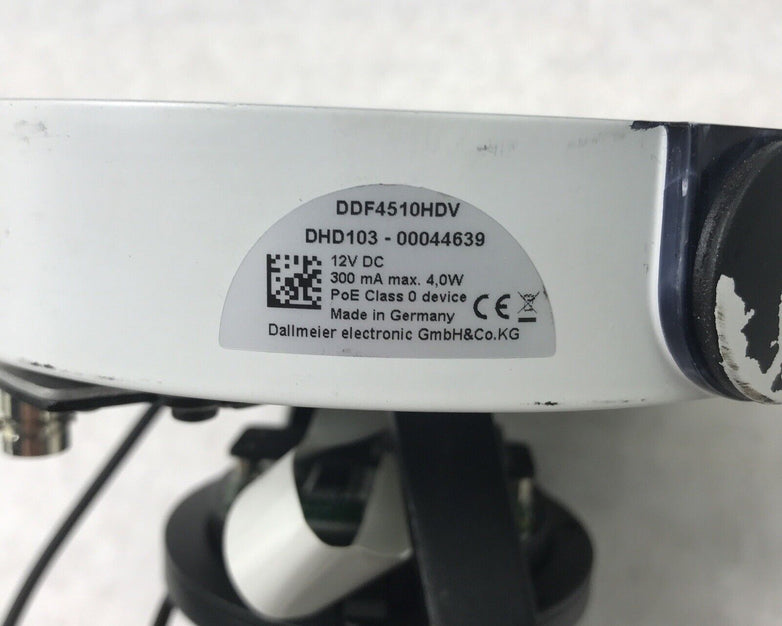 DDF4510HDV
DHD103 - 00044639
12V DC
300 mA max. 4,0W
PoE Class 0 device
Made in Germany
CE
Dallmeier electronic GmbH&Co.KG